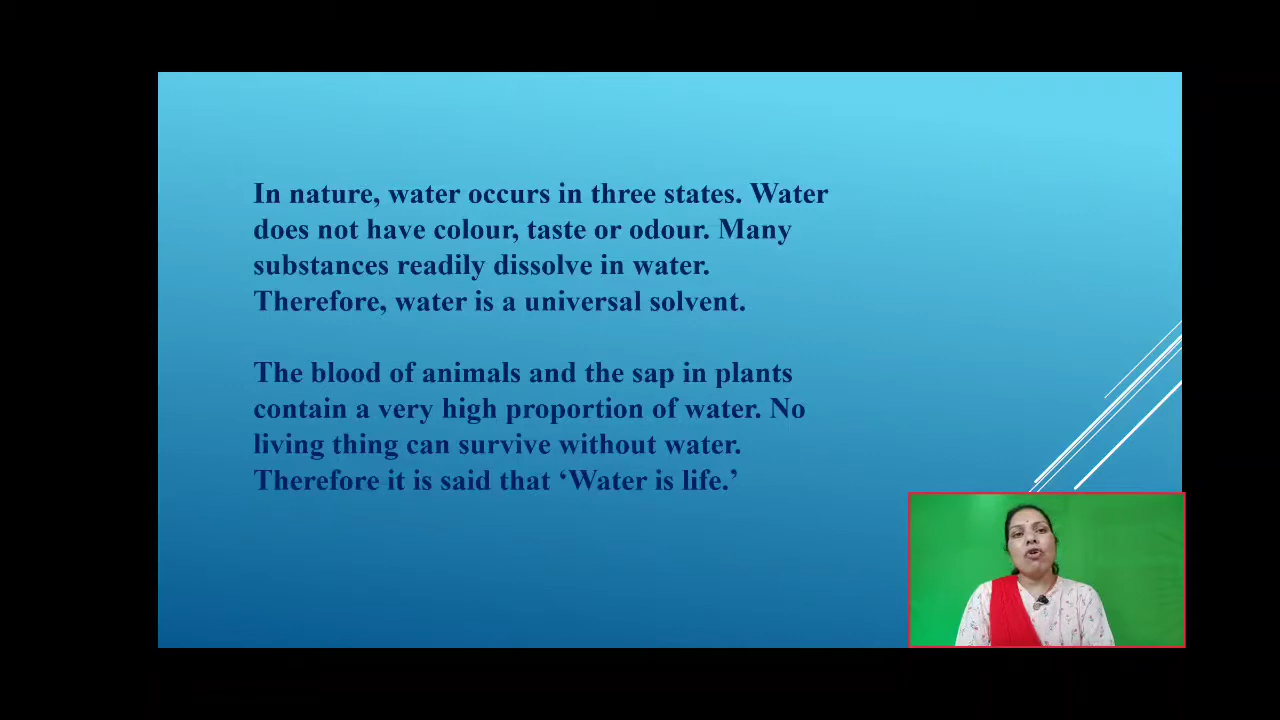 In nature, water occurs in three states. Water
does not have colour, taste or odour. Many
substances readily dissolve in water.
Therefore, water is a universal solvent.
The blood of animals and the sap in plants
contain a very high proportion of water. No
living thing can survive without water.
Therefore it is said that ‘Water is life.’